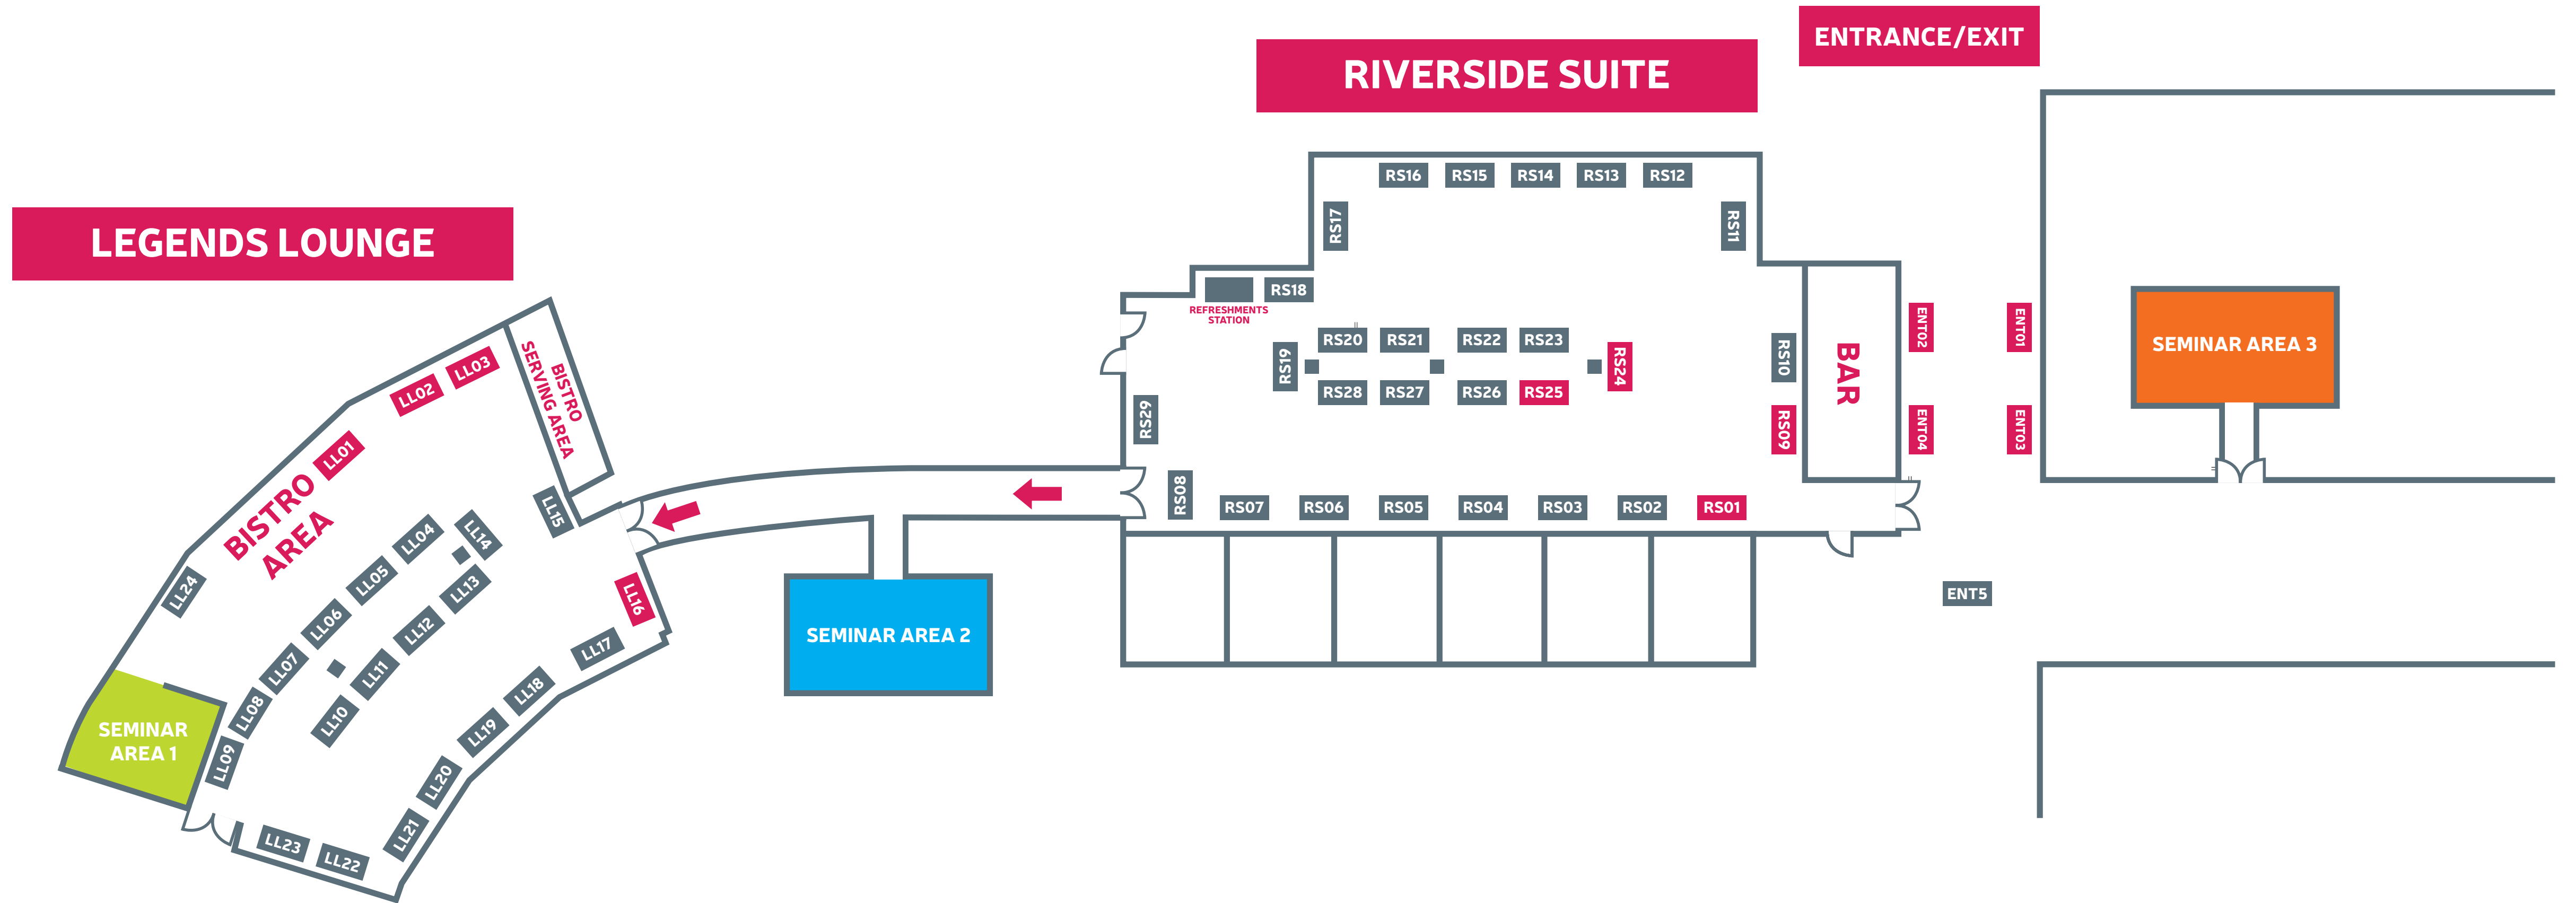 ENTRANCE/EXIT
RIVERSIDE SUITE
LEGENDS LOUNGE
RS16
RS15
RS14
RS13
RS12
RS17
RS11
RS18
REFRESHMENTS
STATION
RS19
RS20
RS21
RS22
RS23
RS24
RS28
RS27
RS26
RS25
RS10
RS09
BAR
ENT02
ENT01
ENT04
ENT03
SEMINAR AREA 3
RS29
RS08
RS07
RS06
RS05
RS04
RS03
RS02
RS01
ENT5
SEMINAR AREA 2
BISTRO
SERVING AREA
LL03
LL02
LL01
BISTRO
AREA
LL15
LL14
LL04
LL05
LL06
LL07
LL08
LL09
LL24
LL13
LL12
LL11
LL10
LL16
LL17
LL18
LL19
LL20
LL21
LL22
LL23
SEMINAR
AREA 1